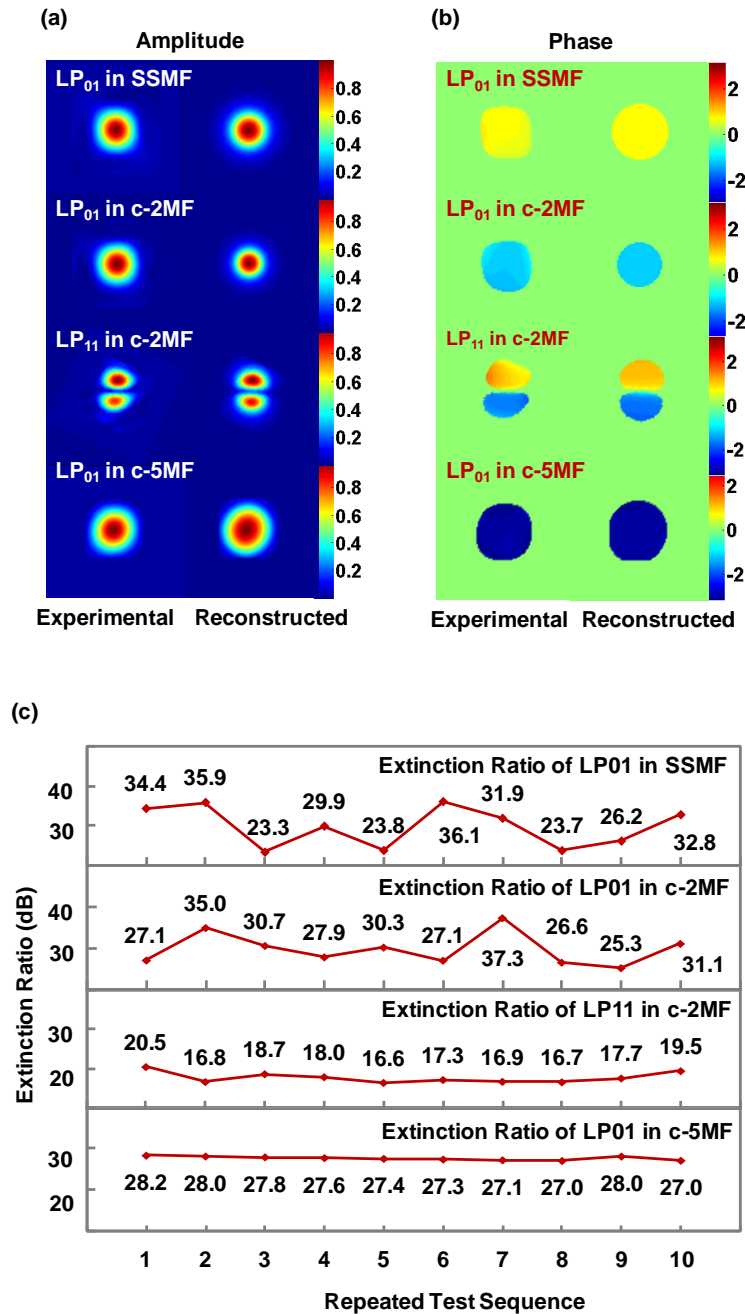 (a)
Amplitude
LP01 in SSMF
0.8
0.6
0.4
0.2
LP01 in c-2MF
0.8
0.6
0.4
0.2
LP11 in c-2MF
0.8
0.6
0.4
0.2
LP01 in c-5MF
0.8
0.6
0.4
0.2
Experimental Reconstructed
(b)
Phase
LP01 in SSMF
2
0
-2
LP01 in c-2MF
2
0
-2
LP11 in c-2MF
2
0
-2
LP01 in c-5MF
2
0
-2
Experimental Reconstructed
(c)
Extinction Ratio (dB)
Extinction Ratio of LP01 in SSMF
40
30
34.4 35.9 23.3 29.9 23.8 36.1 31.9 23.7 26.2 32.8
Extinction Ratio of LP01 in c-2MF
40
30
27.1 35.0 30.7 27.9 30.3 27.1 37.3 26.6 25.3 31.1
Extinction Ratio of LP11 in c-2MF
30
20
20.5 16.8 18.7 18.0 16.6 17.3 16.9 16.7 17.7 19.5
Extinction Ratio of LP01 in c-5MF
30
20
28.2 28.0 27.8 27.6 27.4 27.3 27.1 27.0 28.0 27.0
1 2 3 4 5 6 7 8 9 10
Repeated Test Sequence